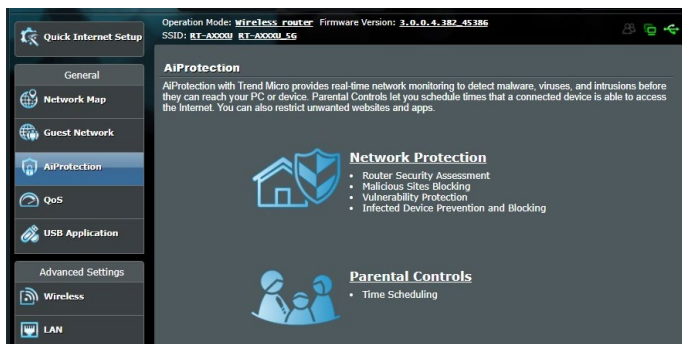 Operation Mode: Wireless router Firmware Version: 3.0.0.4.382_45386
SSID: RT-AXXXU RT-AXXXU_5G
Quick Internet Setup
General
Network Map
Guest Network
AiProtection
QoS
USB Application
Advanced Settings
Wireless
LAN
AiProtection
AiProtection with Trend Micro provides real-time network monitoring to detect malware, viruses, and intrusions before
they can reach your PC or device. Parental Controls let you schedule times that a connected device is able to access
the Internet. You can also restrict unwanted websites and apps.
Network Protection
• Router Security Assessment
• Malicious Sites Blocking
• Vulnerability Protection
• Infected Device Prevention and Blocking
Parental Controls
• Time Scheduling